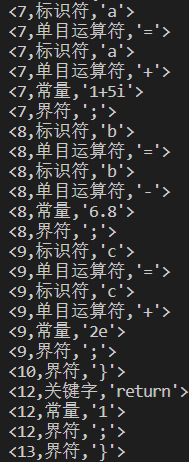 <7,标识符,'a'>
<7,单目运算符,'='>
<7,标识符,'a'>
<7,单目运算符,'+'>
<7,常量,'1+5i'>
<7,界符,';'>
<8,标识符,'b'>
<8,单目运算符,'='>
<8,标识符,'b'>
<8,单目运算符,'-'>
<8,常量,'6.8'>
<8,界符,';'>
<9,标识符,'c'>
<9,单目运算符,'='>
<9,标识符,'c'>
<9,单目运算符,'+'>
<9,常量,'2e'>
<9,界符,';'>
<10,界符,'}'>
<12,关键字,'return'>
<12,常量,'1'>
<12,界符,';'>
<13,界符,'}'>